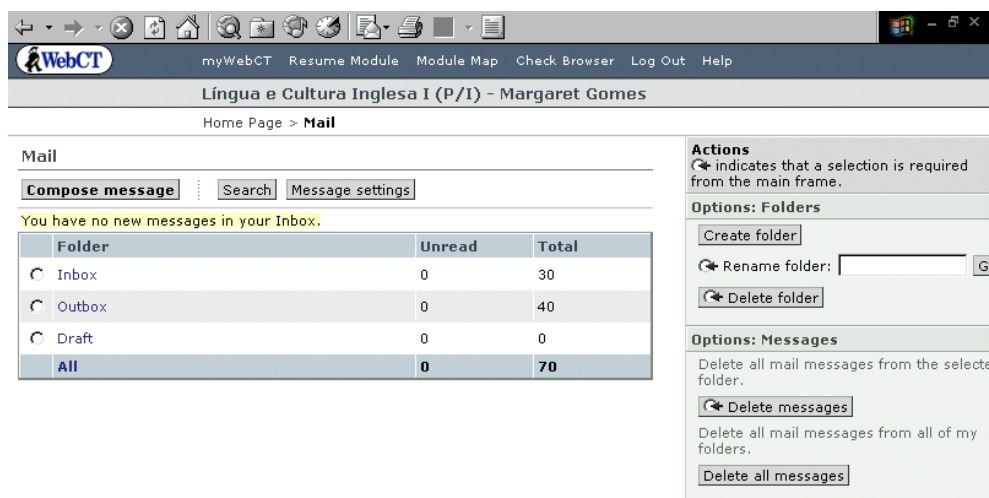 WebCT myWebCT Resume Module Module Map Check Browser Log Out Help
Língua e Cultura Inglesa I (P/I) - Margaret Gomes
Home Page > Mail
Mail
Compose message Search Message settings
You have no new messages in your Inbox.
Folder Unread Total
Inbox 0 30
Outbox 0 40
Draft 0 0
All 0 70
Actions
indicates that a selection is required
from the main frame.
Options: Folders
Create folder
Rename folder: G
Delete folder
Options: Messages
Delete all mail messages from the selecte
folder.
Delete messages
Delete all mail messages from all of my
folders.
Delete all messages